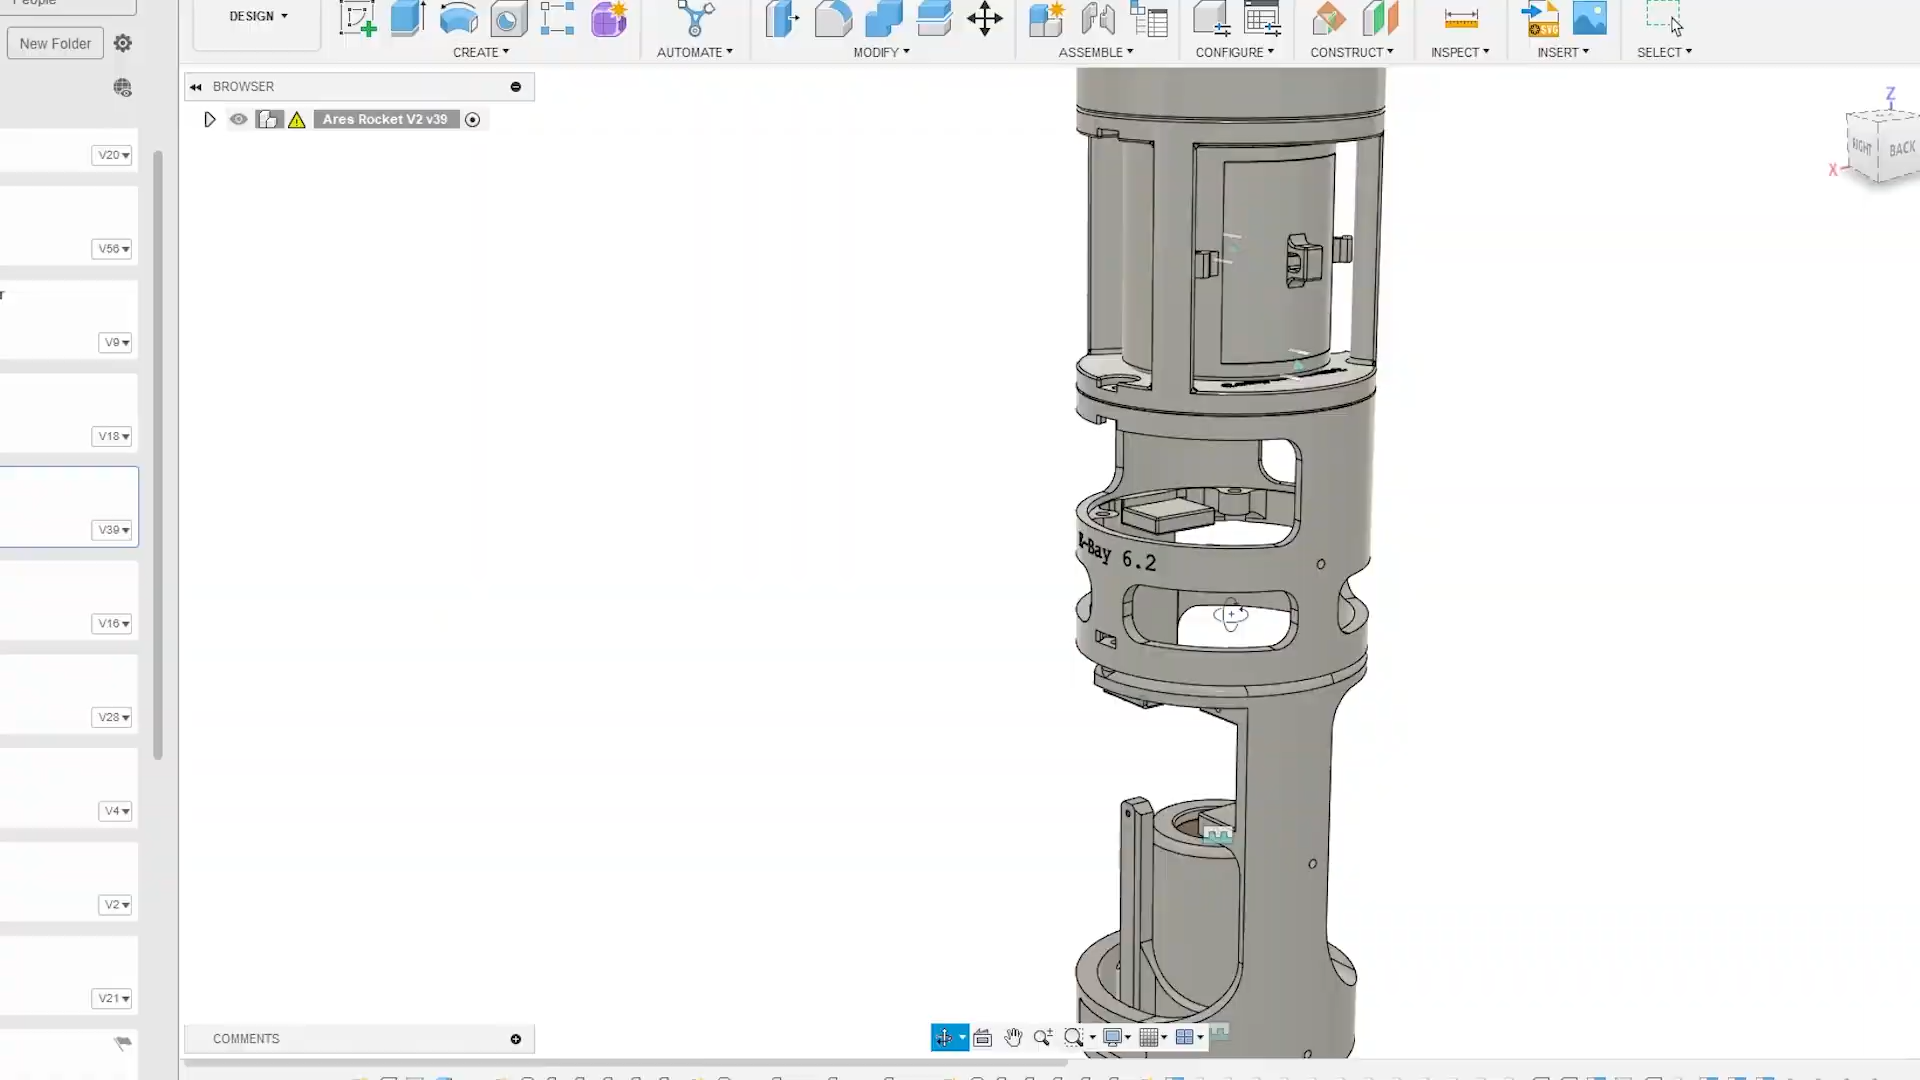 People
New Folder
DESIGN
CREATE
AUTOMATE
MODIFY
ASSEMBLE
CONFIGURE
CONSTRUCT
INSPECT
INSERT
SELECT
SVG
BROWSER
Ares Rocket V2 v39
V20
V56
r
V9
V18
V39
V16
V28
V4
V2
V21
Z
X
RIGHT
BACK
E-Bay 6.2
COMMENTS